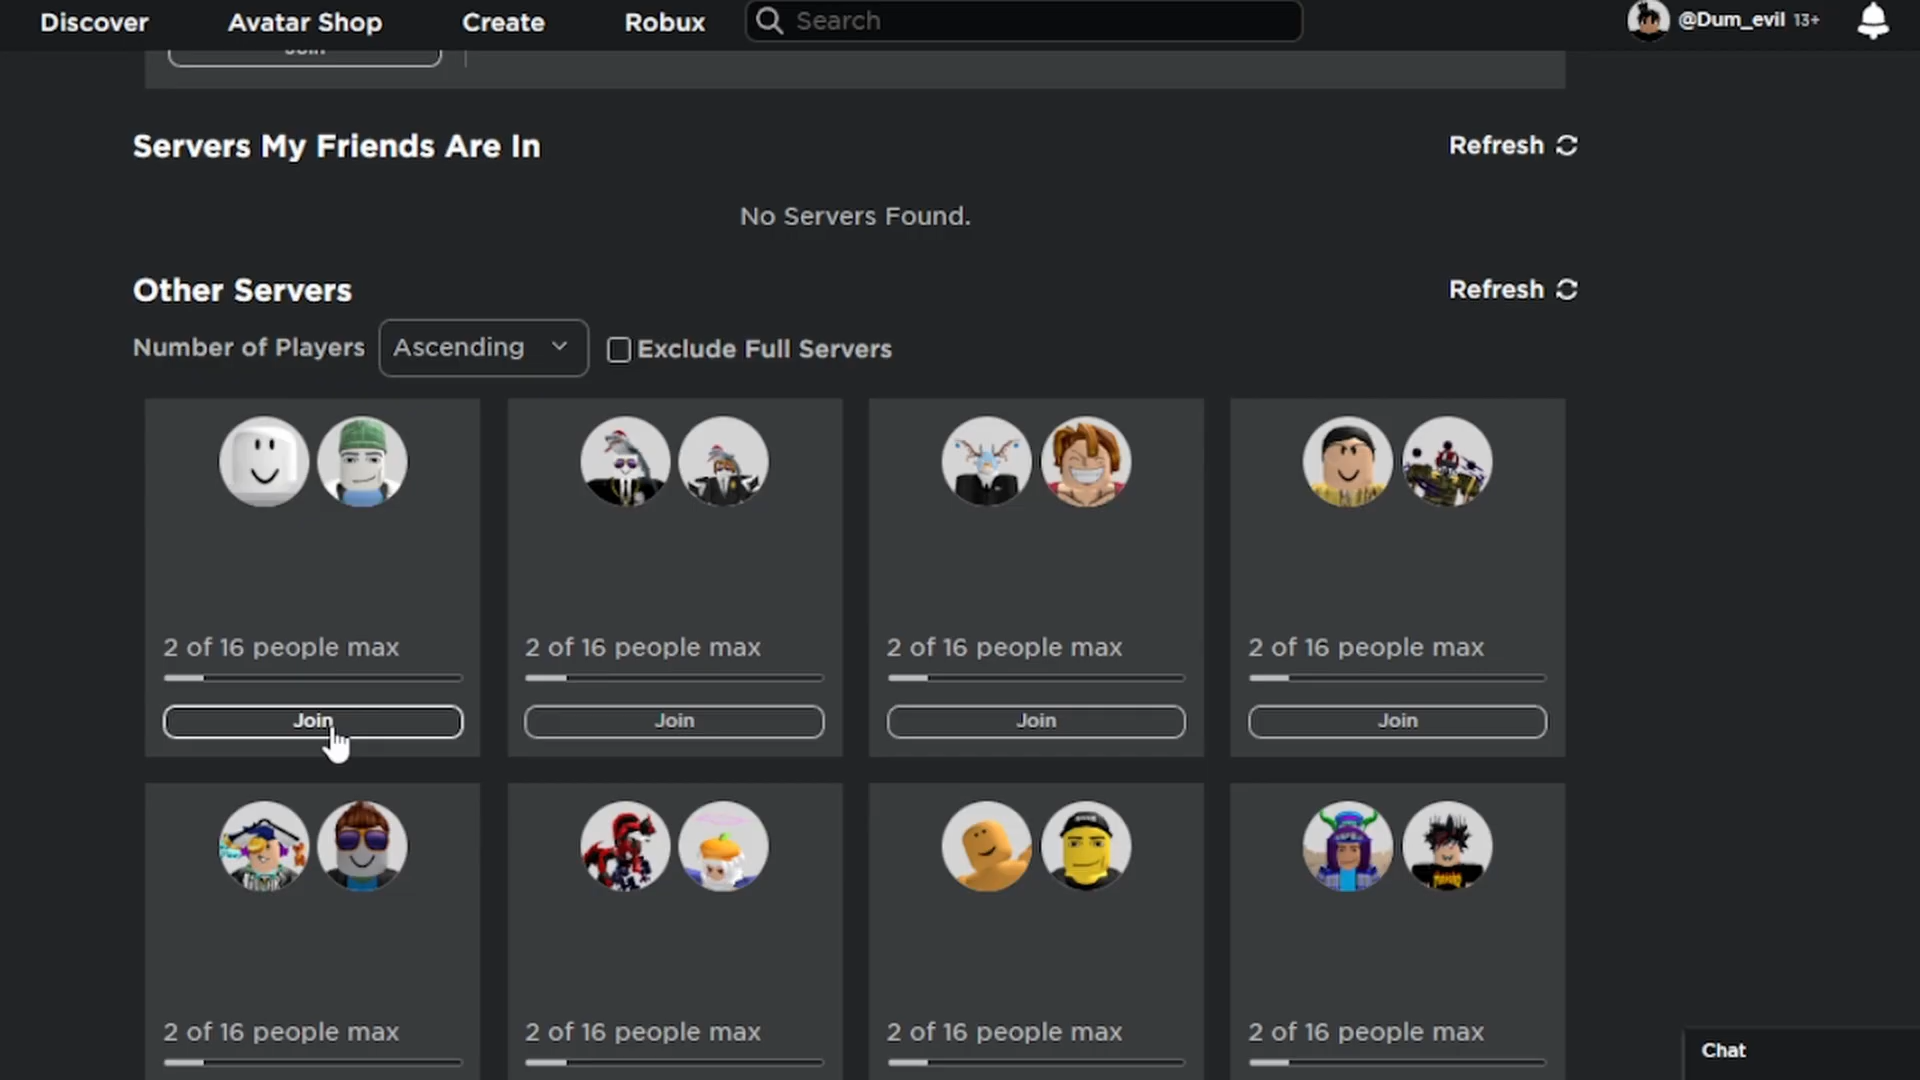 Discover Avatar Shop Create Robux Search @Dum_evil 13+
Join
Servers My Friends Are In Refresh
No Servers Found.
Other Servers Refresh
Number of Players Ascending Exclude Full Servers
2 of 16 people max 2 of 16 people max 2 of 16 people max 2 of 16 people max
Join Join Join Join
2 of 16 people max 2 of 16 people max 2 of 16 people max 2 of 16 people max
Chat